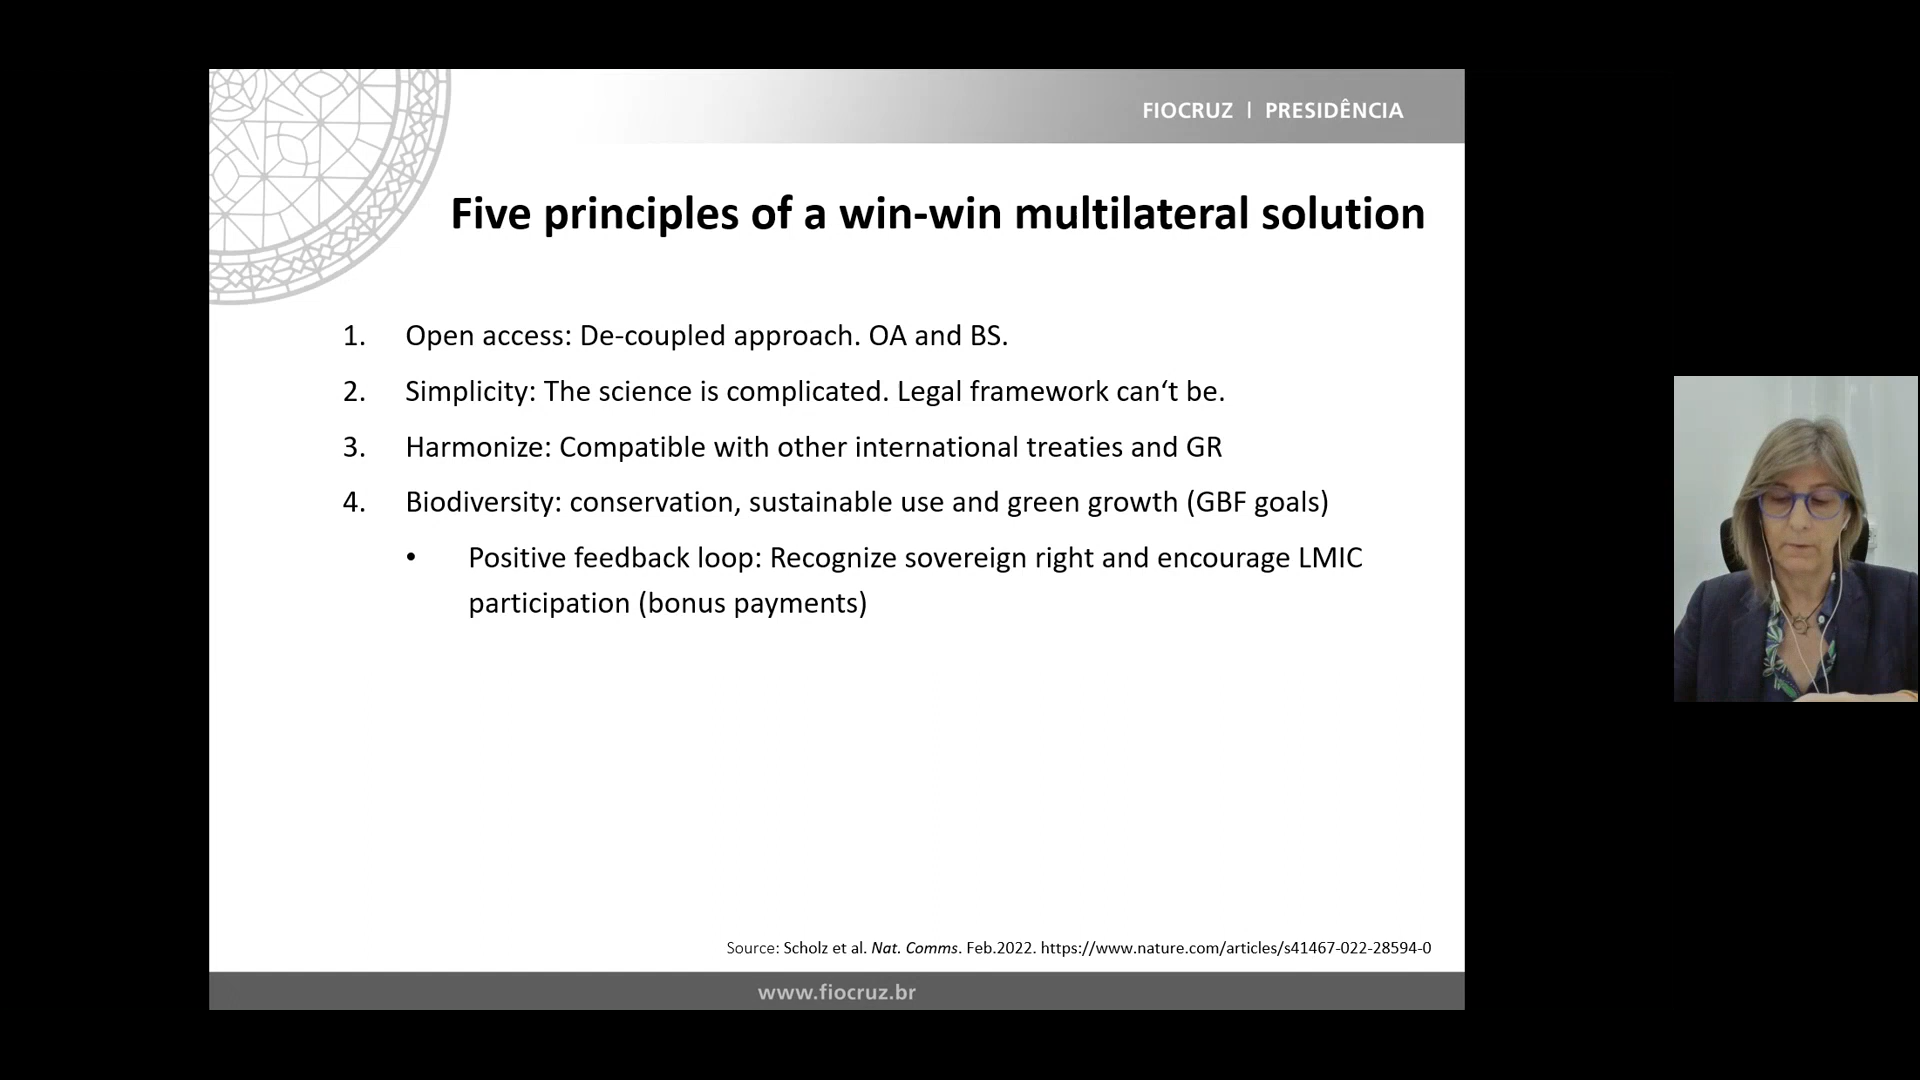 FIOCRUZ | PRESIDÊNCIA
Five principles of a win-win multilateral solution
1. Open access: De-coupled approach. OA and BS.
2. Simplicity: The science is complicated. Legal framework can‘t be.
3. Harmonize: Compatible with other international treaties and GR
4. Biodiversity: conservation, sustainable use and green growth (GBF goals)
• Positive feedback loop: Recognize sovereign right and encourage LMIC
participation (bonus payments)
Source: Scholz et al. Nat. Comms. Feb.2022. https://www.nature.com/articles/s41467-022-28594-0
www.fiocruz.br